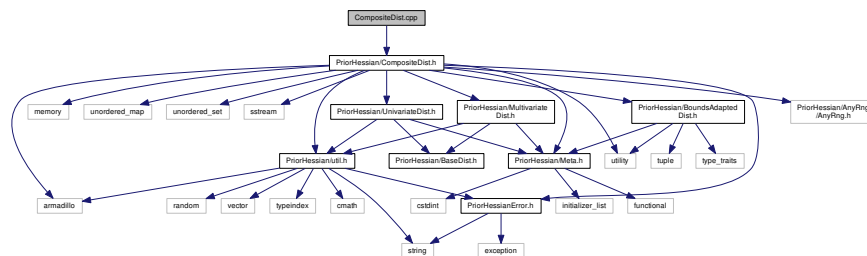 CompositeDist.cpp
PriorHessian/CompositeDist.h
memory
unordered_map
unordered_set
sstream
PriorHessian/UnivariateDist.h
PriorHessian/Multivariate
Dist.h
PriorHessian/BoundsAdapted
Dist.h
PriorHessian/AnyRng
/AnyRng.h
PriorHessian/util.h
PriorHessian/BaseDist.h
PriorHessian/Meta.h
utility
tuple
type_traits
armadillo
random
vector
typeindex
cmath
cstdint
PriorHessianError.h
initializer_list
functional
string
exception